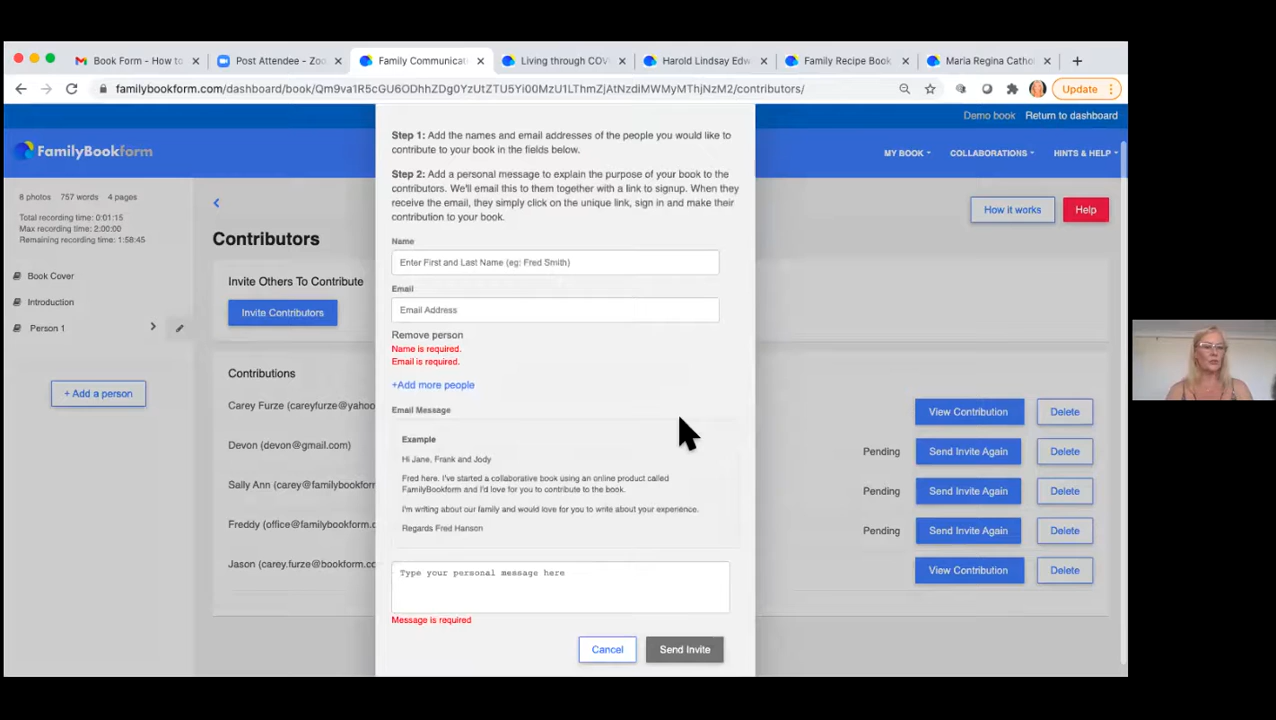 Book Form - How to
Post Attendee - Zoo
Family Communicat
Living through COV
Harold Lindsay Edw
Family Recipe Book
Maria Regina Catho
familybookform.com/dashboard/book/Qm9va1R5cGU6ODhhZDg0YzUtZTU5Yi00MzU1LThmZjAtNzdiMWMyMThjNzM2/contributors/
Update
Demo book
Return to dashboard
FamilyBookform
MY BOOK
COLLABORATIONS
HINTS & HELP
8 photos 757 words 4 pages
Total recording time: 0:01:15
Max recording time: 2:00:00
Remaining recording time: 1:58:45
Book Cover
Introduction
Person 1
+ Add a person
How it works
Help
Contributors
Invite Others To Contribute
Invite Contributors
Contributions
Carey Furze (careyfurze@yahoo
View Contribution
Delete
Devon (devon@gmail.com)
Pending
Send Invite Again
Delete
Sally Ann (carey@familybookform
Pending
Send Invite Again
Delete
Freddy (office@familybookform.c
Pending
Send Invite Again
Delete
Jason (carey.furze@bookform.co
View Contribution
Delete
Step 1: Add the names and email addresses of the people you would like to
contribute to your book in the fields below.
Step 2: Add a personal message to explain the purpose of your book to the
contributors. We'll email this to them together with a link to signup. When they
receive the email, they simply click on the unique link, sign in and make their
contribution to your book.
Name
Enter First and Last Name (eg: Fred Smith)
Email
Email Address
Remove person
Name is required.
Email is required.
+Add more people
Email Message
Example
Hi Jane, Frank and Jody
Fred here. I've started a collaborative book using an online product called
FamilyBookform and I'd love for you to contribute to the book.
I'm writing about our family and would love for you to write about your experience.
Regards Fred Hanson
Type your personal message here
Message is required
Cancel
Send Invite